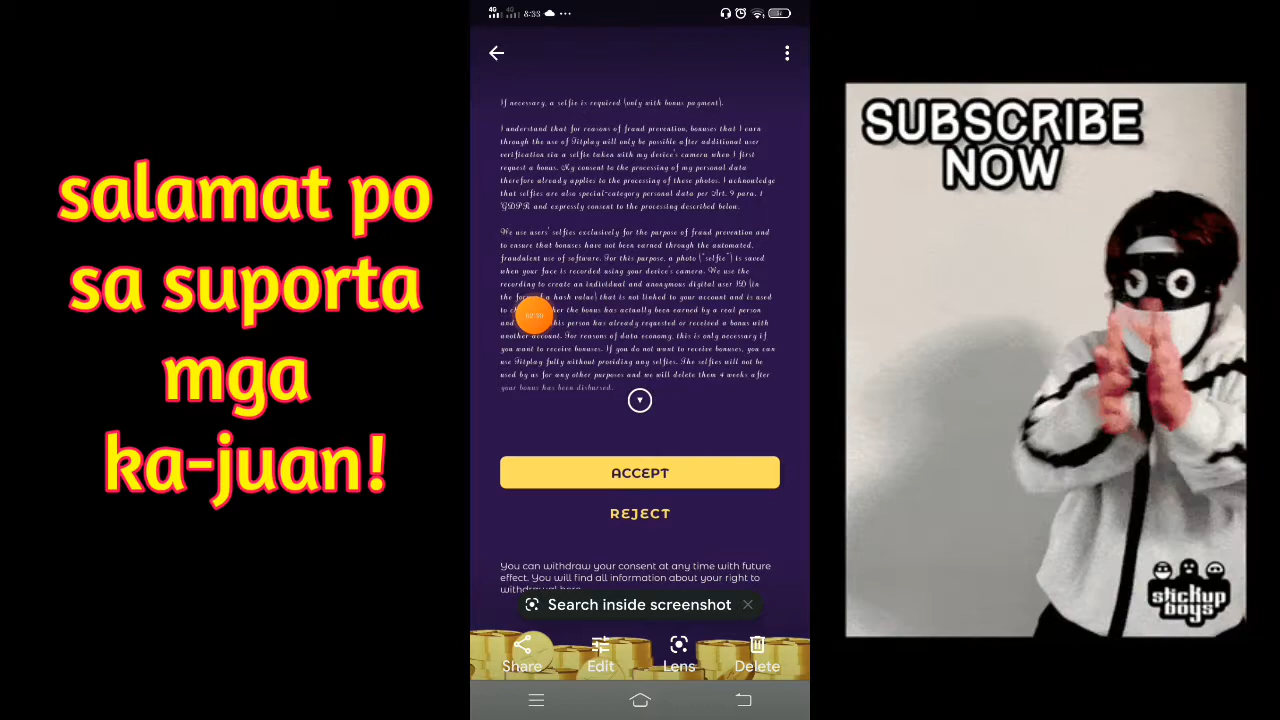 salamat po
sa suporta
mga
ka-juan!
8:33
If necessary, a selfie is required (only with bonus payment).
I understand that for reasons of fraud prevention, bonuses that I earn
through the use of Fitplay will only be possible after additional user
verification via a selfie taken with my device's camera when I first
request a bonus. My consent to the processing of my personal data
therefore already applies to the processing of these photos. I acknowledge
that selfies are also special-category personal data per Art. 9 para. 1
GDPR and expressly consent to the processing described below.
We use users' selfies exclusively for the purpose of fraud prevention and
to ensure that bonuses have not been earned through the automated,
fraudulent use of software. For this purpose, a photo ("selfie") is saved
when your face is recorded using your device's camera. We use the
recording to create an individual and anonymous digital user ID (in
the a hash value) that is not linked to your account and is used
to the bonus has actually been earned by a real person
and this person has already requested or received a bonus with
another account. For reasons of data economy, this is only necessary if
you want to receive bonuses. If you do not want to receive bonuses, you can
use Fitplay fully without providing any selfies. The selfies will not be
used by us for any other purposes and we will delete them 4 weeks after
your bonus has been disbursed.
ACCEPT
REJECT
You can withdraw your consent at any time with future
effect. You will find all information about your right to
Search inside screenshot
Share Edit Lens Delete
SUBSCRIBE
NOW
stickup
boys